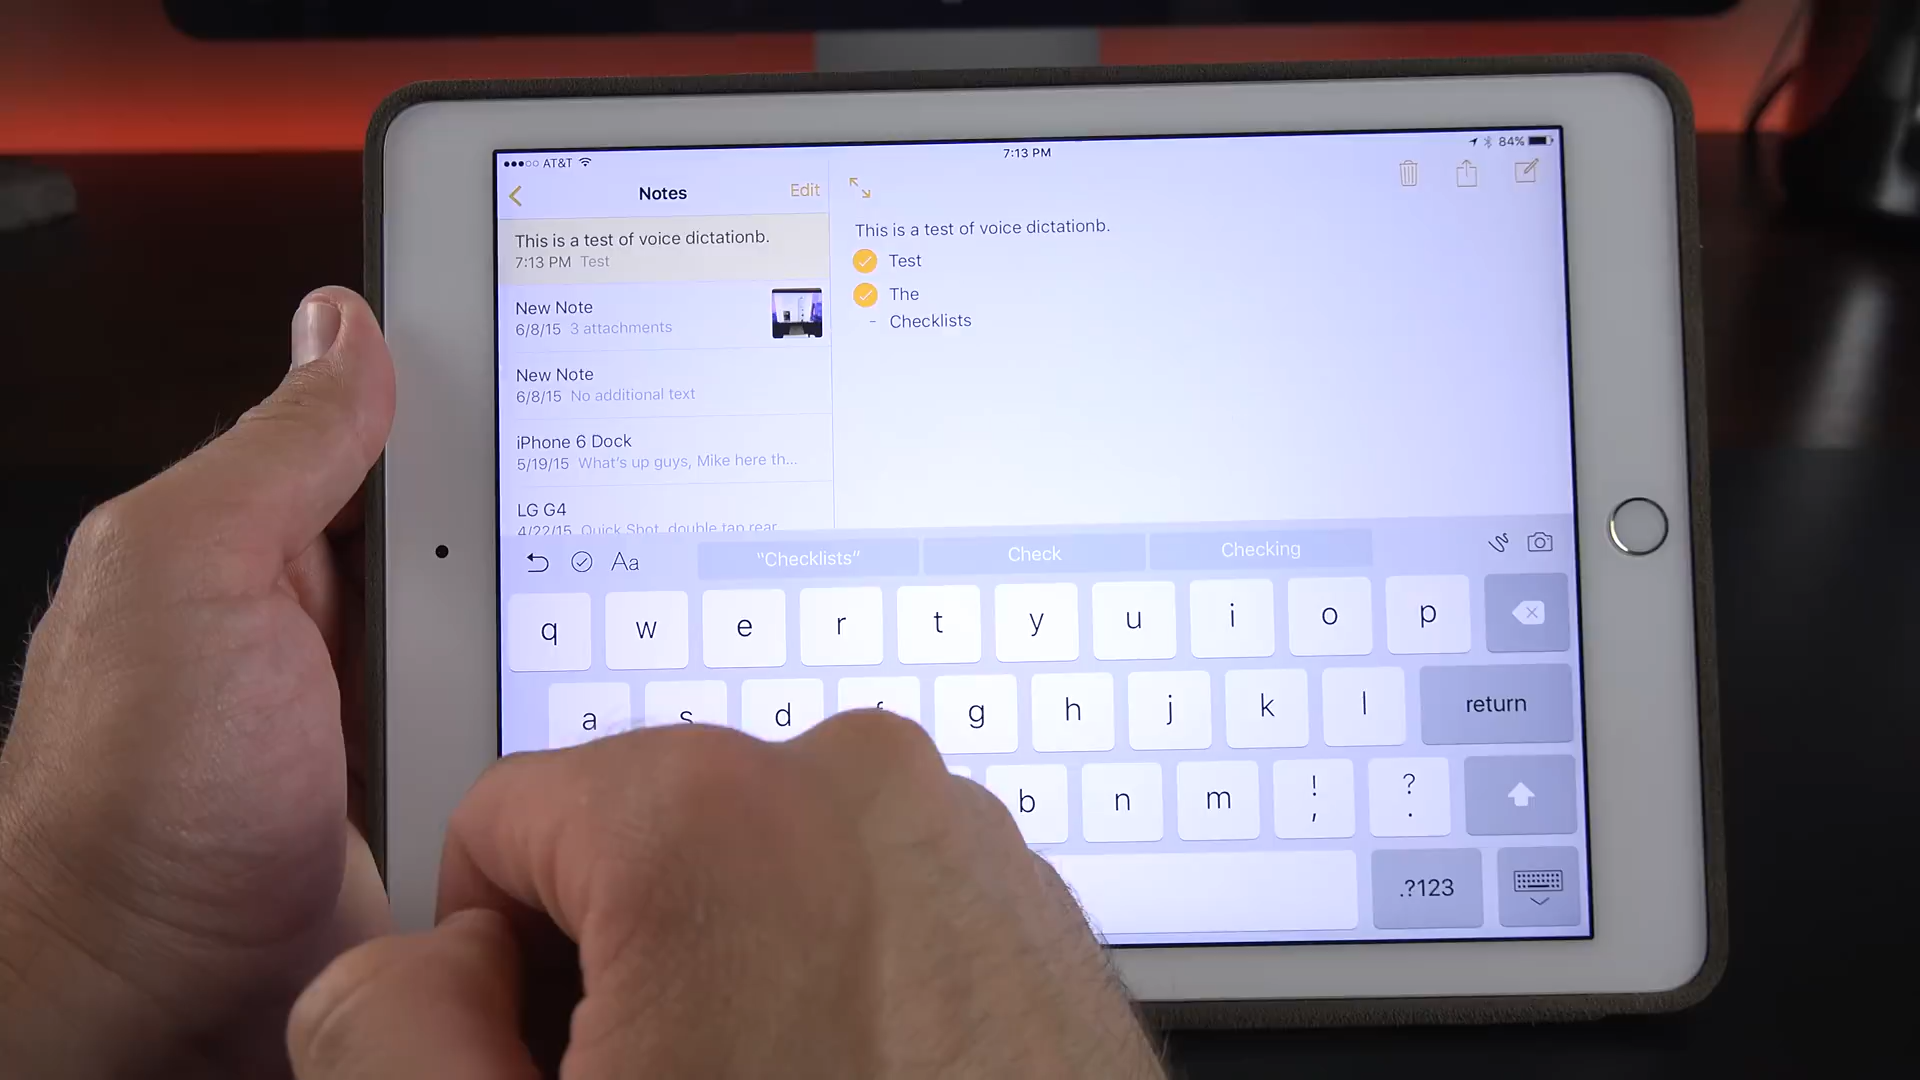 AT&T
7:13 PM
84%
Notes
Edit
This is a test of voice dictationb.
7:13 PM Test
New Note
6/8/15 3 attachments
New Note
6/8/15 No additional text
iPhone 6 Dock
5/19/15 What's up guys, Mike here th...
LG G4
4/22/15 Quick Shot, double tap rear
This is a test of voice dictationb.
Test
The
- Checklists
Aa
"Checklists"
Check
Checking
q w e r t y u i o p
a s d f g h j k l return
b n m ! , ? .
.?123